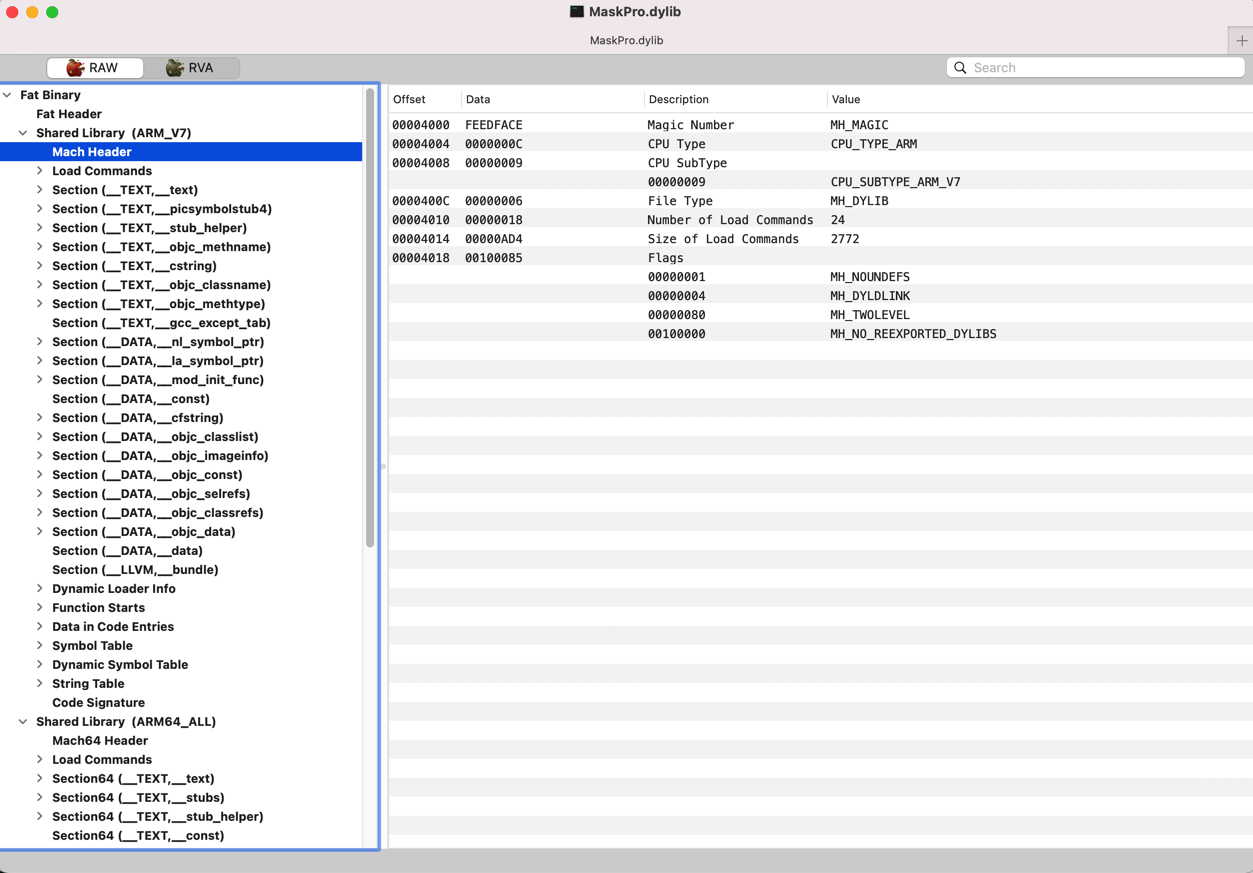 MaskPro.dylib
MaskPro.dylib
RAW RVA Search
Fat Binary
Fat Header
Shared Library (ARM_V7)
Mach Header
Load Commands
Section (__TEXT,__text)
Section (__TEXT,__picsymbolstub4)
Section (__TEXT,__stub_helper)
Section (__TEXT,__objc_methname)
Section (__TEXT,__cstring)
Section (__TEXT,__objc_classname)
Section (__TEXT,__objc_methtype)
Section (__TEXT,__gcc_except_tab)
Section (__DATA,__nl_symbol_ptr)
Section (__DATA,__la_symbol_ptr)
Section (__DATA,__mod_init_func)
Section (__DATA,__const)
Section (__DATA,__cfstring)
Section (__DATA,__objc_classlist)
Section (__DATA,__objc_imageinfo)
Section (__DATA,__objc_const)
Section (__DATA,__objc_selrefs)
Section (__DATA,__objc_classrefs)
Section (__DATA,__objc_data)
Section (__DATA,__data)
Section (__LLVM,__bundle)
Dynamic Loader Info
Function Starts
Data in Code Entries
Symbol Table
Dynamic Symbol Table
String Table
Code Signature
Shared Library (ARM64_ALL)
Mach64 Header
Load Commands
Section64 (__TEXT,__text)
Section64 (__TEXT,__stubs)
Section64 (__TEXT,__stub_helper)
Section64 (__TEXT,__const)
Offset Data Description Value
00004000 FEEDFACE Magic Number MH_MAGIC
00004004 0000000C CPU Type CPU_TYPE_ARM
00004008 00000009 CPU SubType
00000009 CPU_SUBTYPE_ARM_V7
0000400C 00000006 File Type MH_DYLIB
00004010 00000018 Number of Load Commands 24
00004014 00000AD4 Size of Load Commands 2772
00004018 00100085 Flags
00000001 MH_NOUNDEFS
00000004 MH_DYLDLINK
00000080 MH_TWOLEVEL
00100000 MH_NO_REEXPORTED_DYLIBS